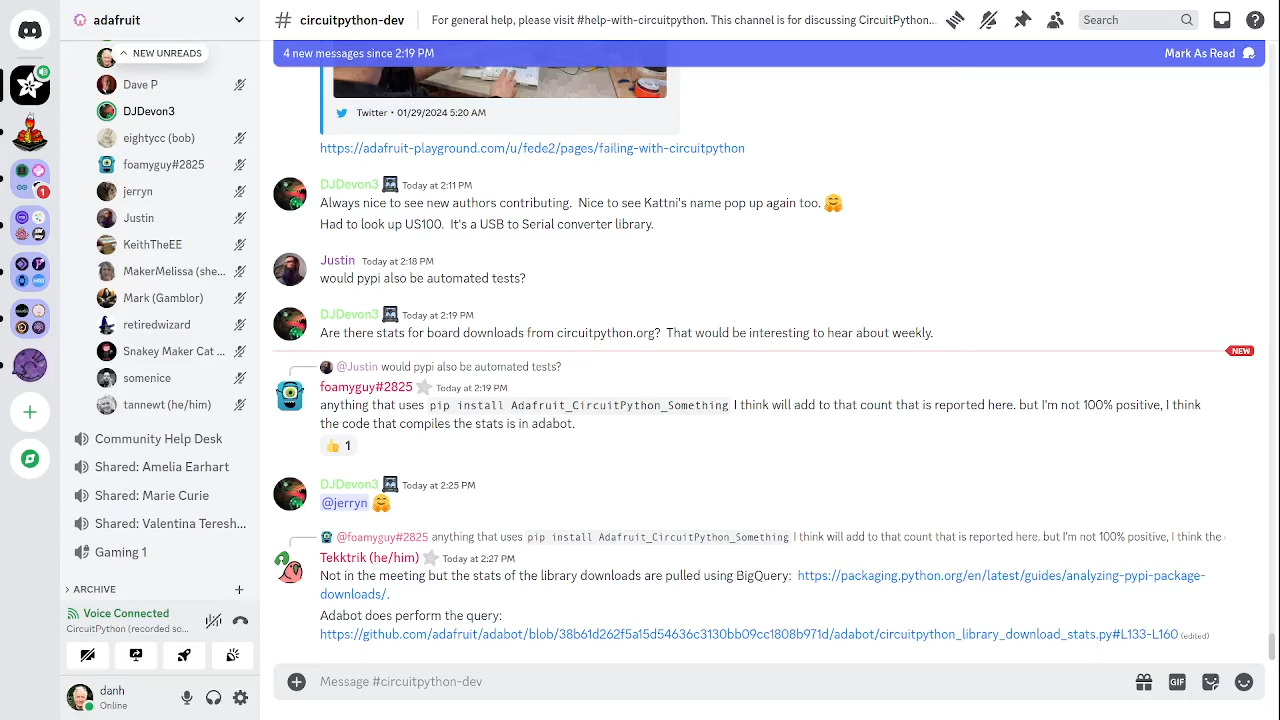 adafruit
NEW UNREADS
Dave P
DJDevon3
eightycc (bob)
foamyguy#2825
jerryn
Justin
KeithTheEE
MakerMelissa (she...
Mark (Gamblor)
retiredwizard
Snakey Maker Cat ...
somenice
tannewt (he/him)
Community Help Desk
Shared: Amelia Earhart
Shared: Marie Curie
Shared: Valentina Teresh...
Gaming 1
ARCHIVE
Voice Connected
CircuitPython (recorded so...
danh
Online
1
# circuitpython-dev
For general help, please visit #help-with-circuitpython. This channel is for discussing CircuitPython...
Search
4 new messages since 2:19 PM
Mark As Read
Twitter • 01/29/2024 5:20 AM
https://adafruit-playground.com/u/fede2/pages/failing-with-circuitpython
DJDevon3 Today at 2:11 PM
Always nice to see new authors contributing. Nice to see Kattni's name pop up again too. 🤗
Had to look up US100. It's a USB to Serial converter library.
Justin Today at 2:18 PM
would pypi also be automated tests?
DJDevon3 Today at 2:19 PM
Are there stats for board downloads from circuitpython.org? That would be interesting to hear about weekly.
NEW
@Justin would pypi also be automated tests?
foamyguy#2825 Today at 2:19 PM
anything that uses pip install Adafruit_CircuitPython_Something I think will add to that count that is reported here. but I'm not 100% positive, I think
the code that compiles the stats is in adabot.
👍 1
DJDevon3 Today at 2:25 PM
@jerryn 🤗
@foamyguy#2825 anything that uses pip install Adafruit_CircuitPython_Something I think will add to that count that is reported here. but I'm not 100% positive, I think the
Tekktrik (he/him) Today at 2:27 PM
Not in the meeting but the stats of the library downloads are pulled using BigQuery: https://packaging.python.org/en/latest/guides/analyzing-pypi-package-
downloads/.
Adabot does perform the query:
https://github.com/adafruit/adabot/blob/38b61d262f5a15d54636c3130bb09cc1808b971d/adabot/circuitpython_library_download_stats.py#L133-L160 (edited)
Message #circuitpython-dev
GIF